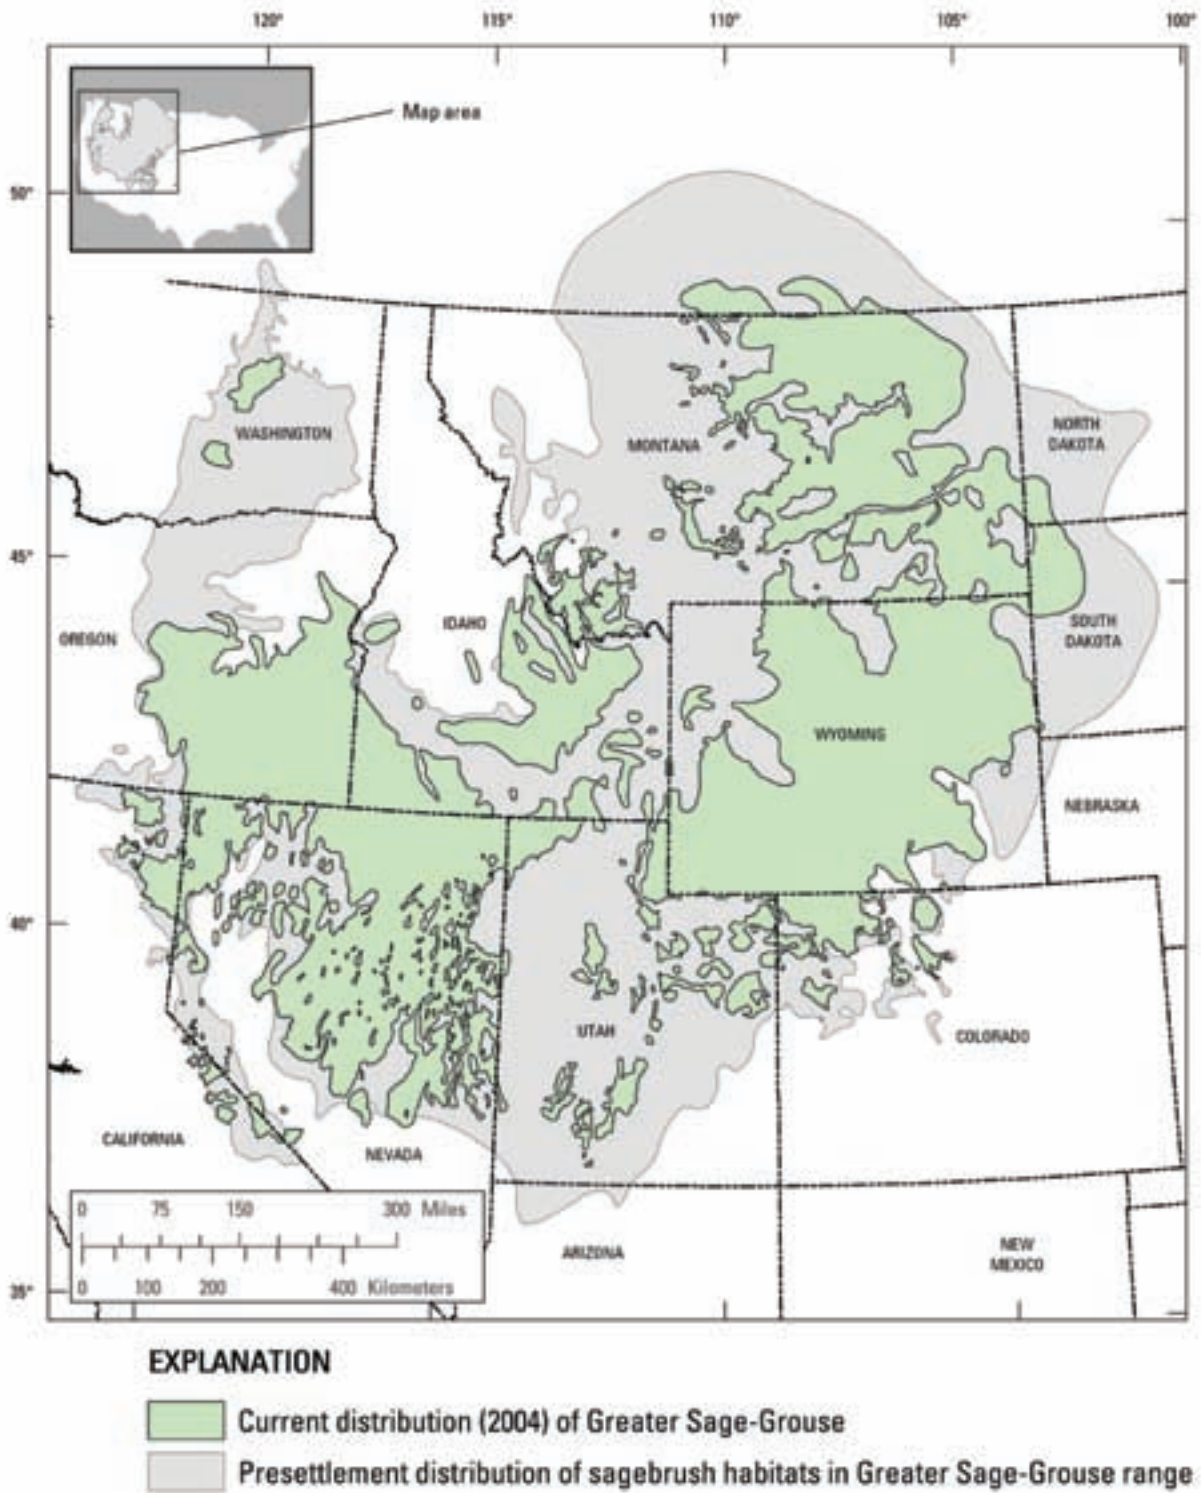 120°
115°
110°
105°
100°
Map area
50°
WASHINGTON
MONTANA
NORTH
DAKOTA
45°
OREGON
IDAHO
SOUTH
DAKOTA
WYOMING
NEBRASKA
40°
UTAH
COLORADO
CALIFORNIA
NEVADA
0 75 150 300 Miles
0 100 200 400 Kilometers
ARIZONA
NEW
MEXICO
35°
EXPLANATION
Current distribution (2004) of Greater Sage-Grouse
Presettlement distribution of sagebrush habitats in Greater Sage-Grouse range